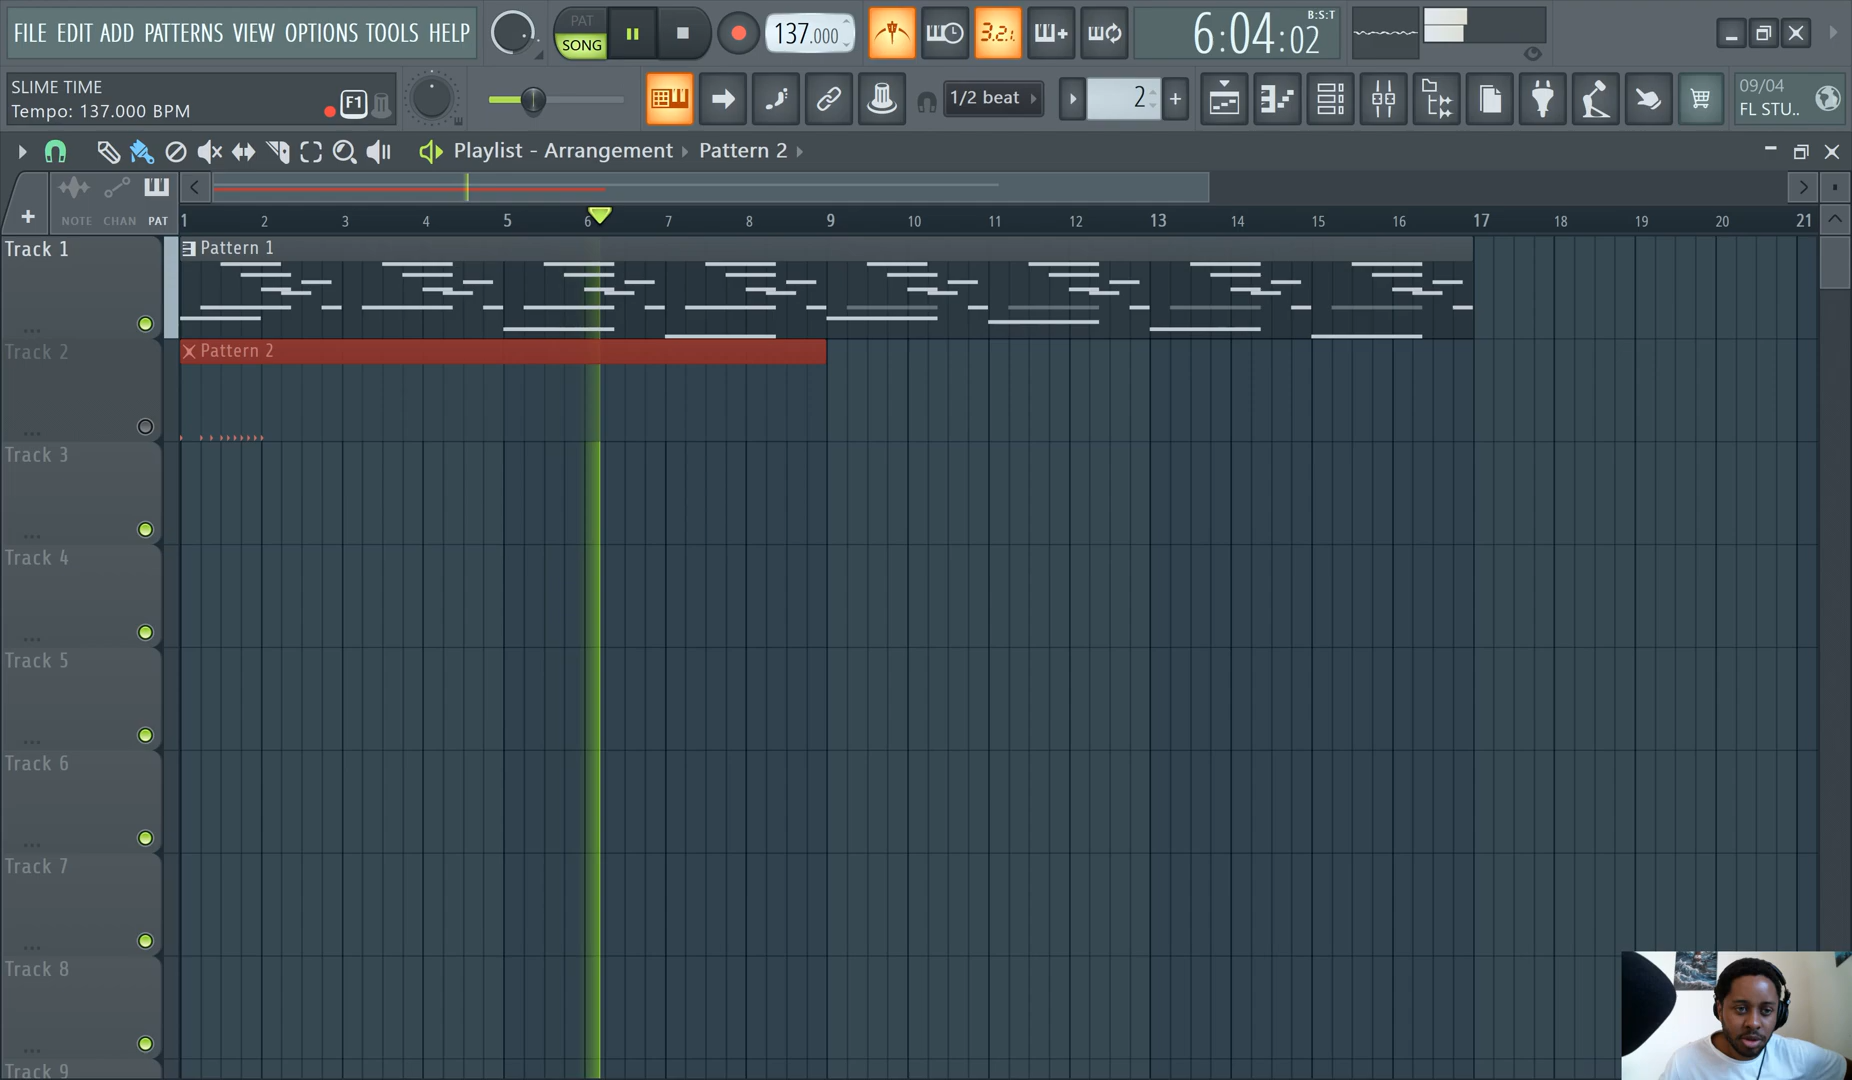 FILE EDIT ADD PATTERNS VIEW OPTIONS TOOLS HELP
PAT
SONG
137.000
3.2.1.
6:04:02
B:S:T
SLIME TIME
Tempo: 137.000 BPM
F1
1/2 beat
2
09/04
FL STU..
Playlist - Arrangement Pattern 2
NOTE CHAN PAT
1 2 3 4 5 6 7 8 9 10 11 12 13 14 15 16 17 18 19 20 21
Track 1
Pattern 1
Track 2
Pattern 2
Track 3
Track 4
Track 5
Track 6
Track 7
Track 8
Track 9